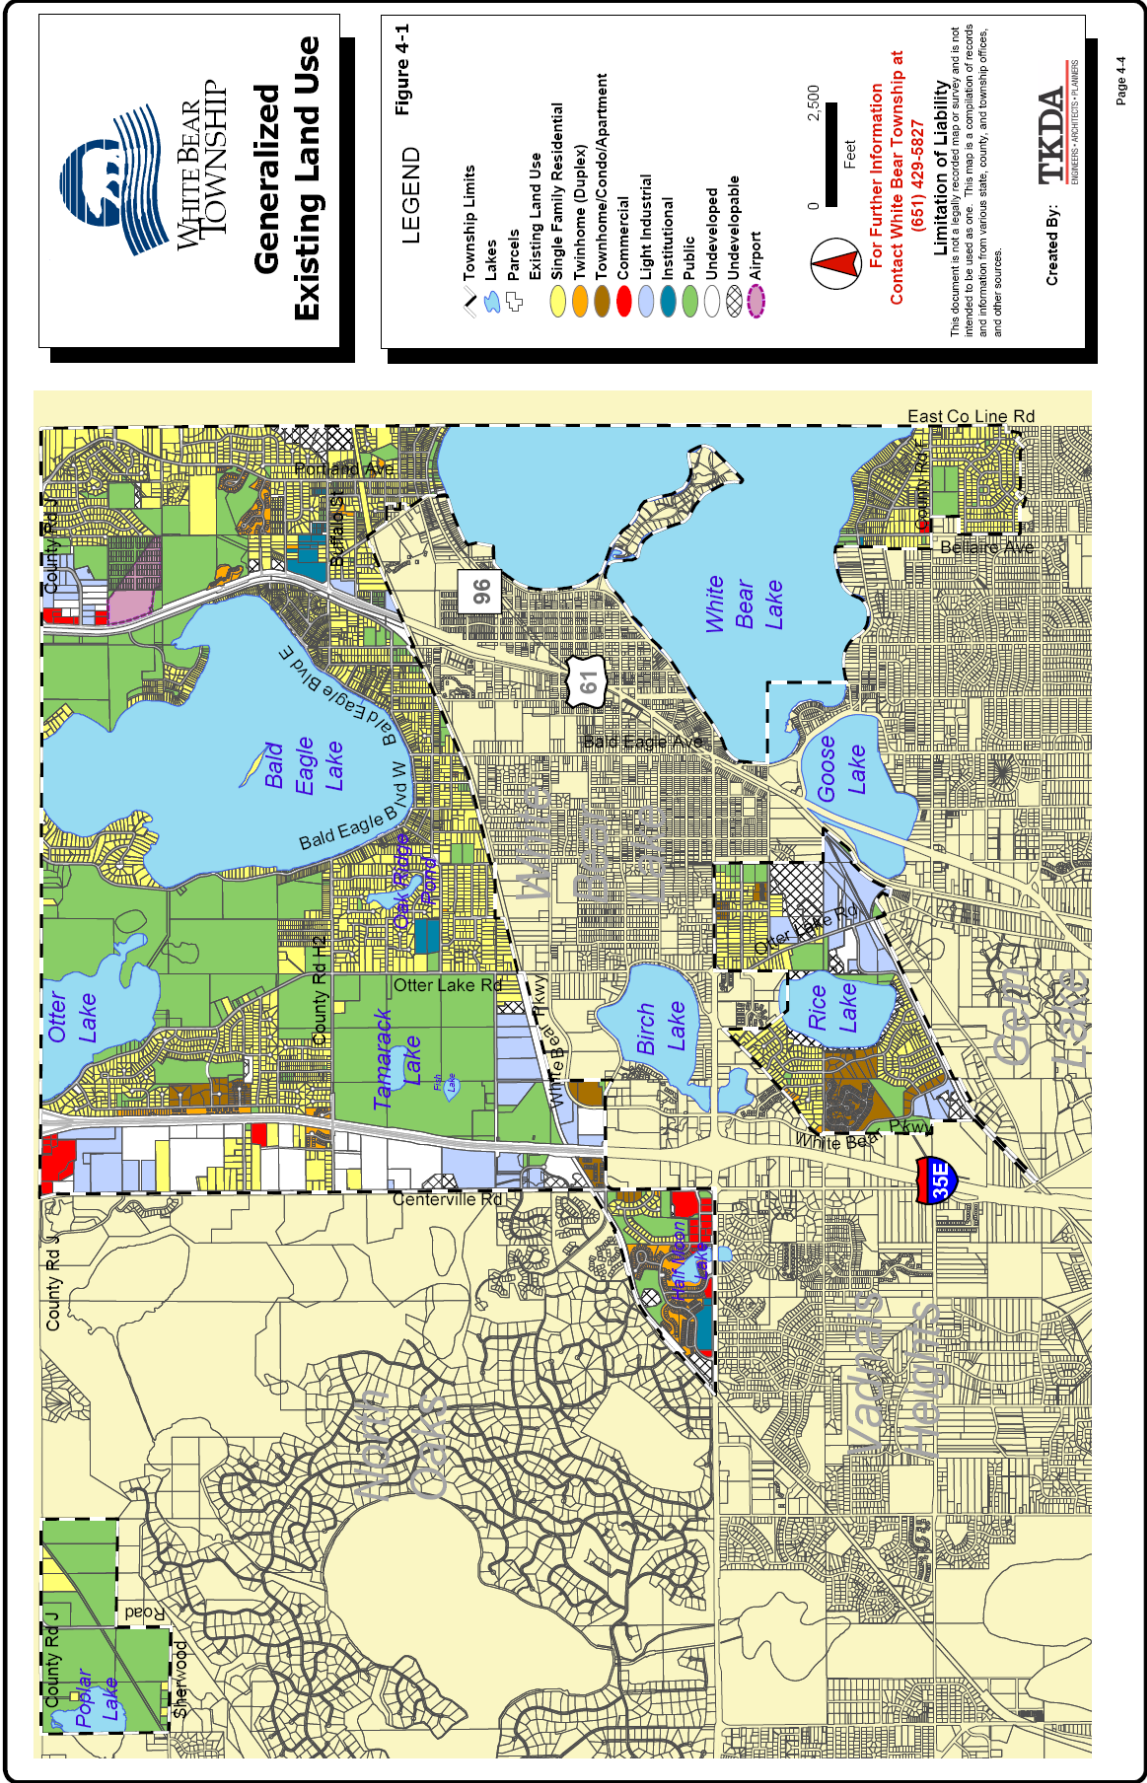 WHITE BEAR
TOWNSHIP
Generalized
Existing Land Use
LEGEND
Figure 4-1
Township Limits
Lakes
Parcels
Existing Land Use
Single Family Residential
Twinhome (Duplex)
Townhome/Condo/Apartment
Commercial
Light Industrial
Institutional
Public
Undeveloped
Undevelopable
Airport
0
2,500
Feet
For Further Information
Contact White Bear Township at
(651) 429-5827
Limitation of Liability
This document is not a legally recorded map or survey and is not
intended to be used as one. This map is a compilation of records
and information from various state, county, and township offices,
and other sources.
Created By:
TKDA
ENGINEERS • ARCHITECTS • PLANNERS
Page 4-4
East Co Line Rd
Portland Ave
County Rd J
Buffalo St
County Rd F
Bellaire Ave
96
White
Bear
Lake
61
Bald Eagle Blvd E
Bald
Eagle
Lake
Bald Eagle Ave
Goose
Lake
Bald Eagle Blvd W
Oak Ridge
Pond
White
Bear
Lake
Otter
Lake
County Rd H2
Otter Lake Rd
Otter Lake Rd
Tamarack
Lake
Fish
Lake
White Bear Pkwy
Birch
Lake
Rice
Lake
Gem
Lake
White Bear Pkwy
35E
Centerville Rd
County Rd J
Half Moon
Lake
North
Oaks
Vadnais
Heights
County Rd J
Poplar
Lake
Sherwood
Road